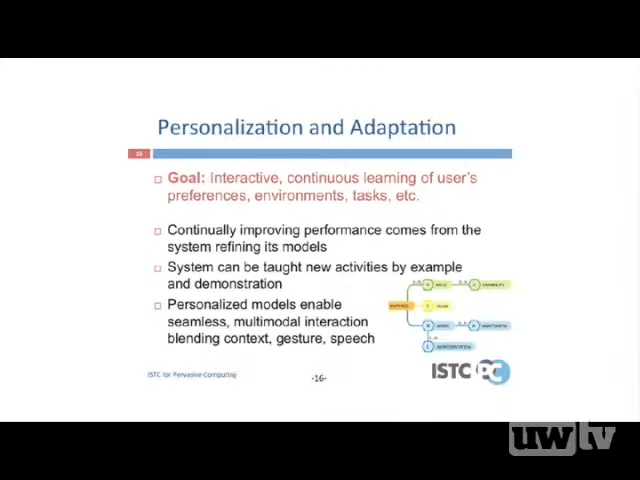 Personalization and Adaptation
16
Goal: Interactive, continuous learning of user's
preferences, environments, tasks, etc.
Continually improving performance comes from the
system refining its models
System can be taught new activities by example
and demonstration
Personalized models enable
seamless, multimodal interaction
blending context, gesture, speech
ISTC for Pervasive Computing
-16-
ISTC PC
uwtv